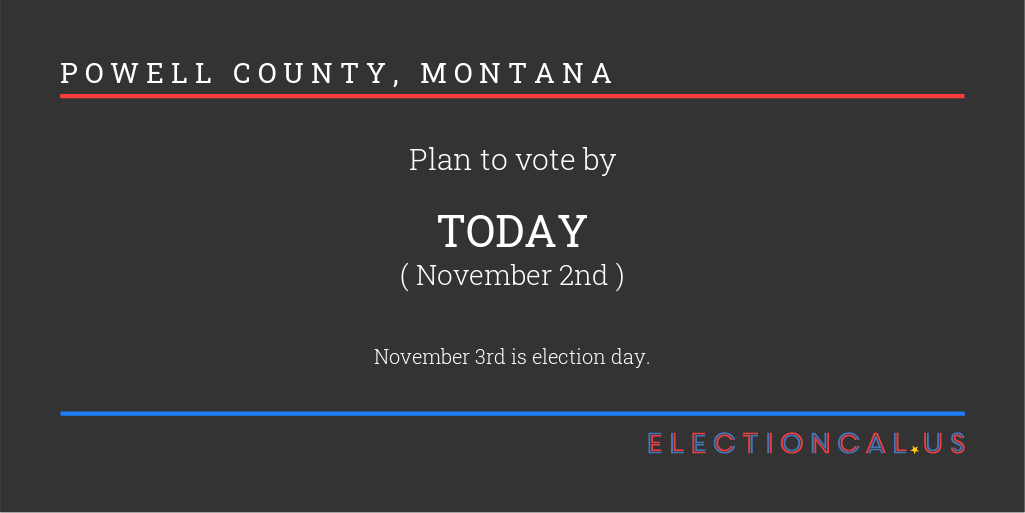 POWELL COUNTY, MONTANA
Plan to vote by
TODAY
( November 2nd )
November 3rd is election day.
ELECTIONCAL.US